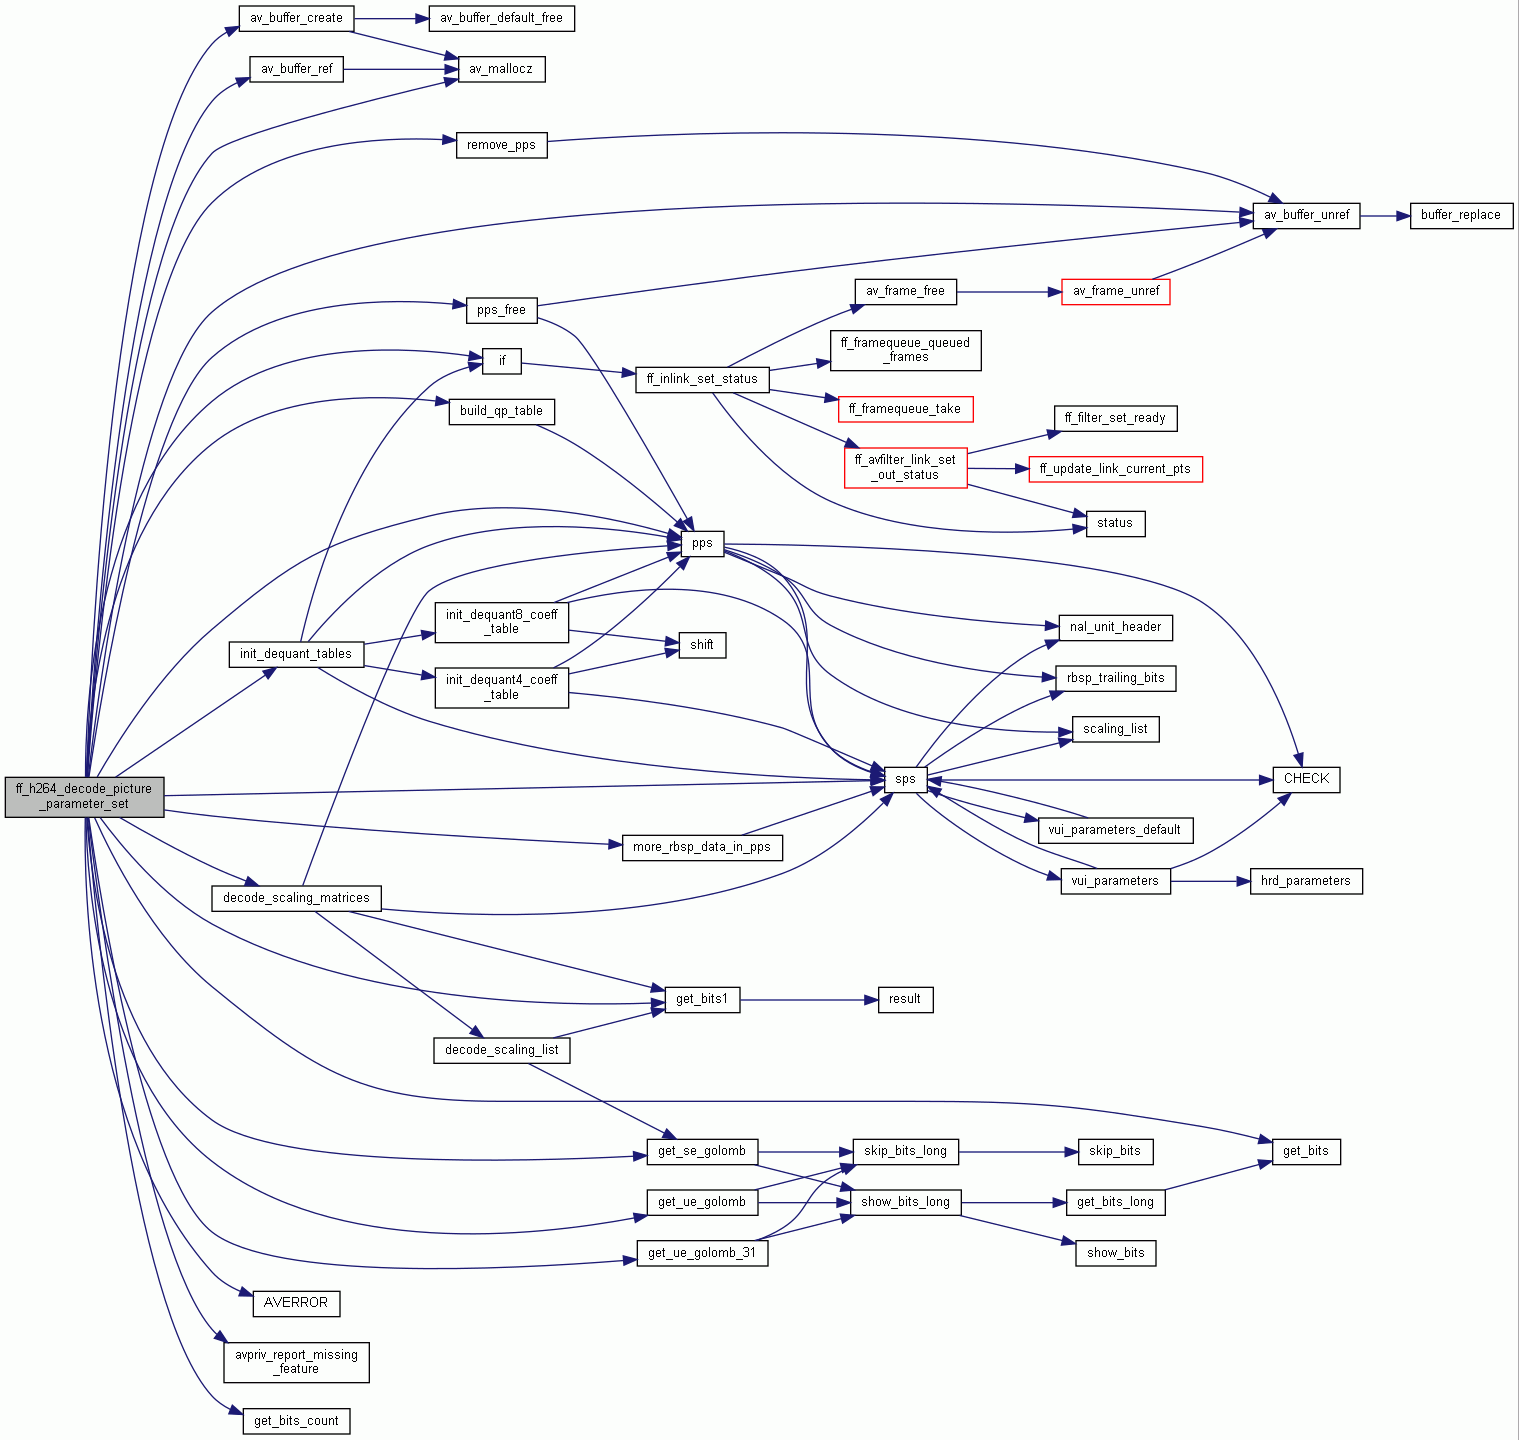 av_buffer_create
av_buffer_default_free
av_buffer_ref
av_mallocz
remove_pps
av_buffer_unref
buffer_replace
av_frame_free
av_frame_unref
pps_free
ff_framequeue_queued
_frames
if
ff_inlink_set_status
build_qp_table
ff_framequeue_take
ff_filter_set_ready
ff_avfilter_link_set
_out_status
ff_update_link_current_pts
status
pps
init_dequant8_coeff
_table
nal_unit_header
shift
init_dequant_tables
init_dequant4_coeff
_table
rbsp_trailing_bits
scaling_list
sps
CHECK
ff_h264_decode_picture
_parameter_set
vui_parameters_default
more_rbsp_data_in_pps
vui_parameters
hrd_parameters
decode_scaling_matrices
get_bits1
result
decode_scaling_list
get_se_golomb
skip_bits_long
skip_bits
get_bits
get_ue_golomb
show_bits_long
get_bits_long
get_ue_golomb_31
show_bits
AVERROR
avpriv_report_missing
_feature
get_bits_count